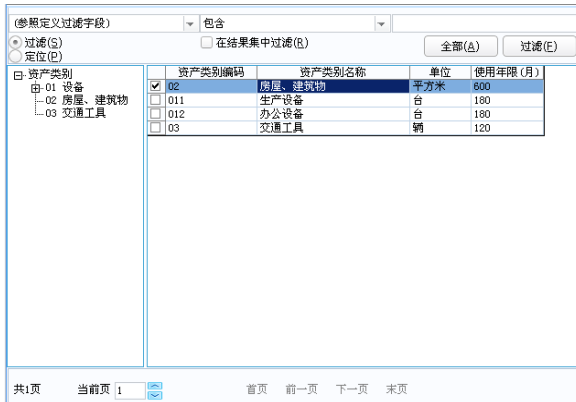 (参照定义过滤字段) 包含
过滤(S) 在结果集中过滤(R) 全部(A) 过滤(F)
定位(P)
资产类别
01 设备
02 房屋、建筑物
03 交通工具
资产类别编码 资产类别名称 单位 使用年限(月)
02 房屋、建筑物 平方米 600
011 生产设备 台 180
012 办公设备 台 180
03 交通工具 辆 120
共1页 当前页 1 首页 前一页 下一页 末页